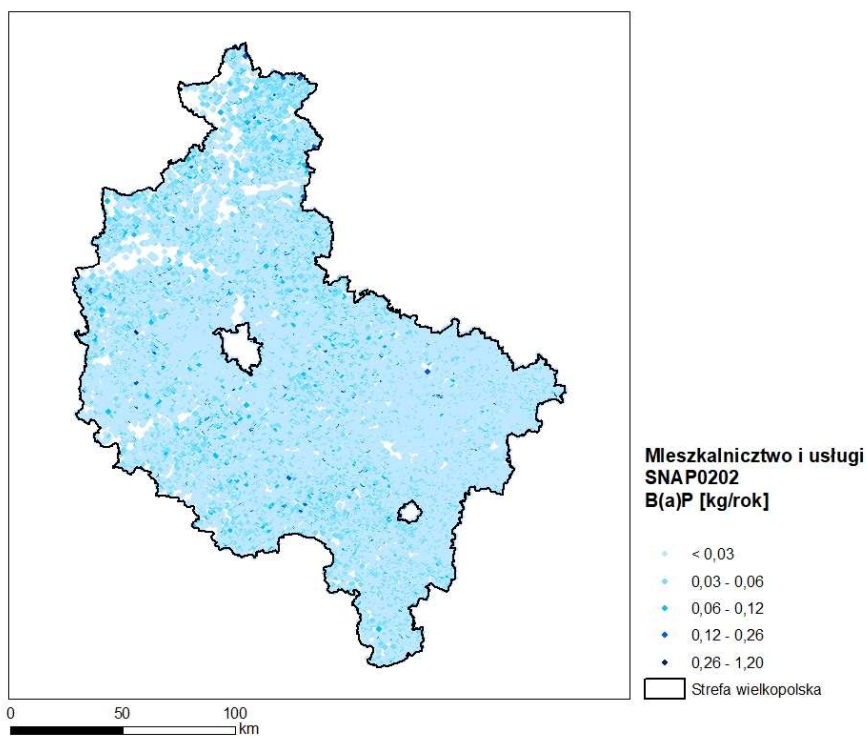 Mieszkalnictwo i usługi
SNAP0202
B(a)P [kg/rok]
< 0,03
0,03 - 0,06
0,06 - 0,12
0,12 - 0,26
0,26 - 1,20
Strefa wielkopolska
0 50 100
km